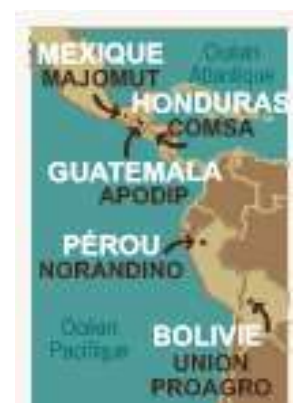 MEXIQUE
MAJOMUT
Océan
Atlantique
HONDURAS
COMSA
GUATEMALA
APODIP
PÉROU
NORANDINO
Océan
Pacifique
BOLIVIE
UNION
PROAGRO